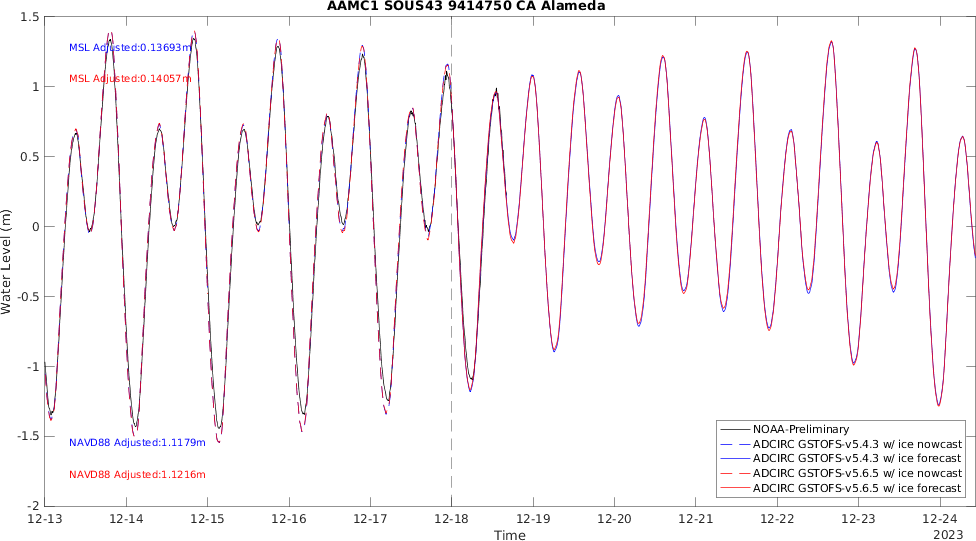 AAMC1 SOUS43 9414750 CA Alameda
1.5
1
0.5
0
-0.5
-1
-1.5
-2
Water Level (m)
MSL Adjusted:0.13693m
MSL Adjusted:0.14057m
NAVD88 Adjusted:1.1179m
NAVD88 Adjusted:1.1216m
NOAA-Preliminary
ADCIRC GSTOFS-v5.4.3 w/ ice nowcast
ADCIRC GSTOFS-v5.4.3 w/ ice forecast
ADCIRC GSTOFS-v5.6.5 w/ ice nowcast
ADCIRC GSTOFS-v5.6.5 w/ ice forecast
12-13 12-14 12-15 12-16 12-17 12-18 12-19 12-20 12-21 12-22 12-23 12-24
Time
2023